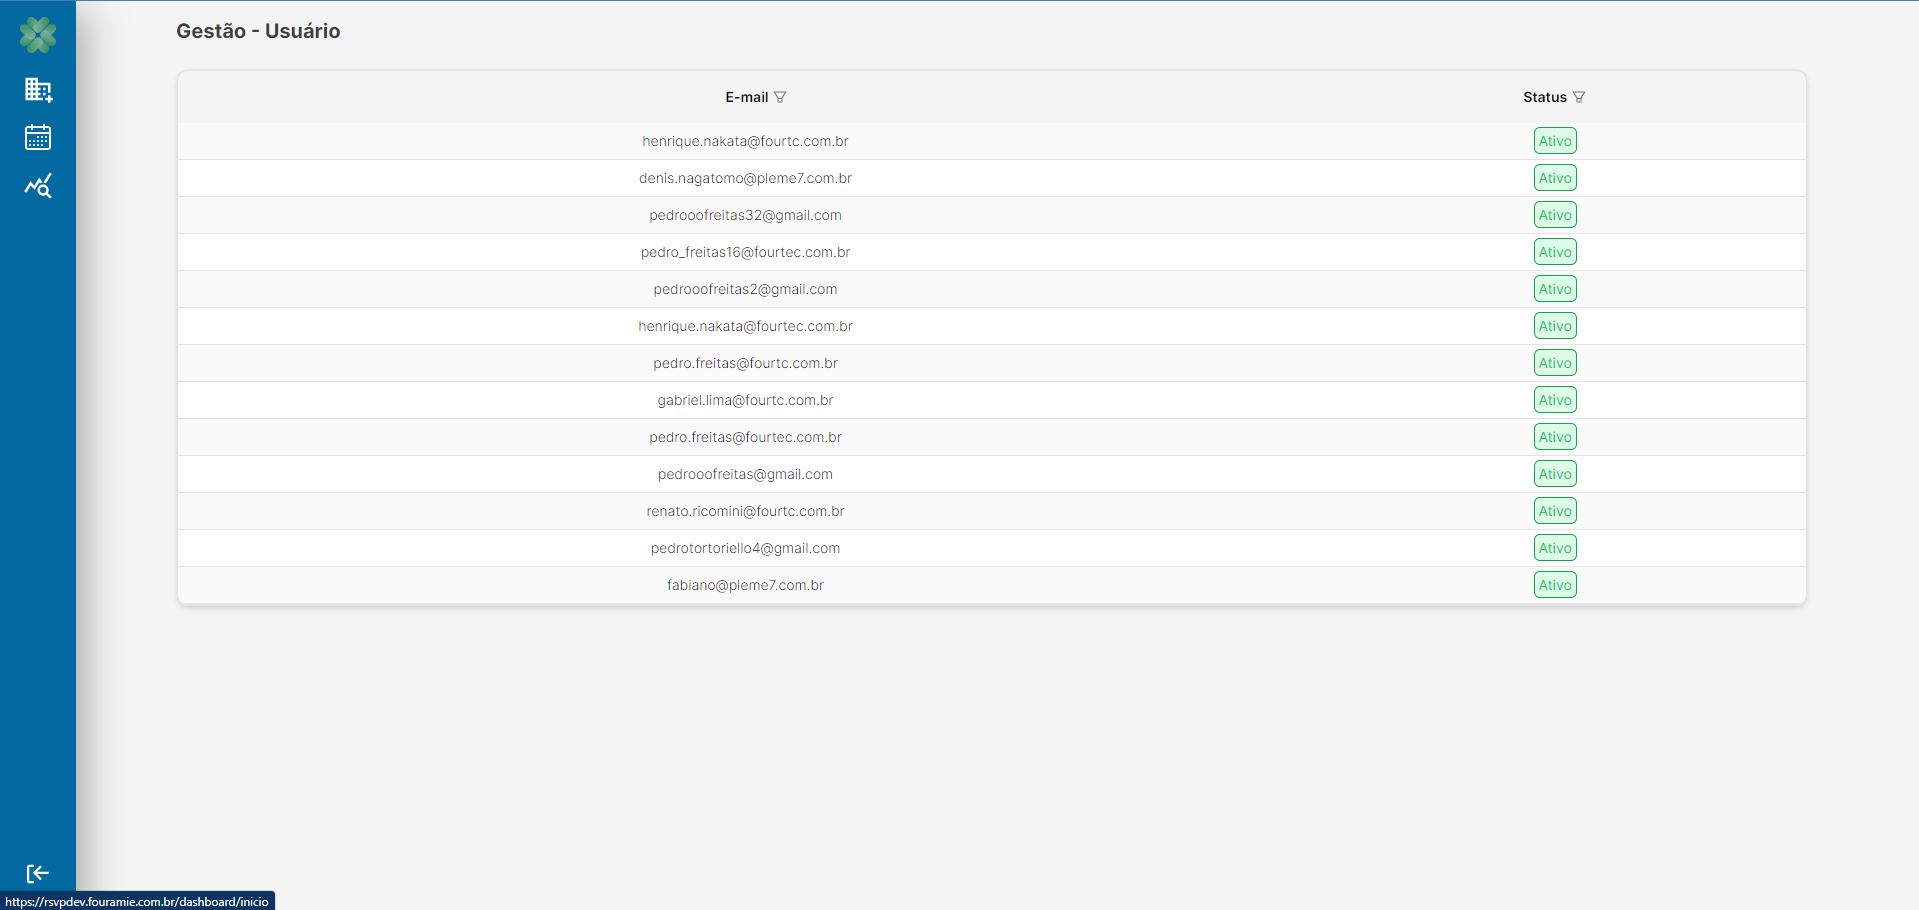 Gestão - Usuário
E-mail Status
henrique.nakata@fourtc.com.br Ativo
denis.nagatomo@pleme7.com.br Ativo
pedrooofreitas32@gmail.com Ativo
pedro_freitas16@fourtec.com.br Ativo
pedrooofreitas2@gmail.com Ativo
henrique.nakata@fourtec.com.br Ativo
pedro.freitas@fourtc.com.br Ativo
gabriel.lima@fourtc.com.br Ativo
pedro.freitas@fourtec.com.br Ativo
pedrooofreitas@gmail.com Ativo
renato.ricomini@fourtc.com.br Ativo
pedrotortoriello4@gmail.com Ativo
fabiano@pleme7.com.br Ativo
https://rsvpdev.fouramie.com.br/dashboard/inicio